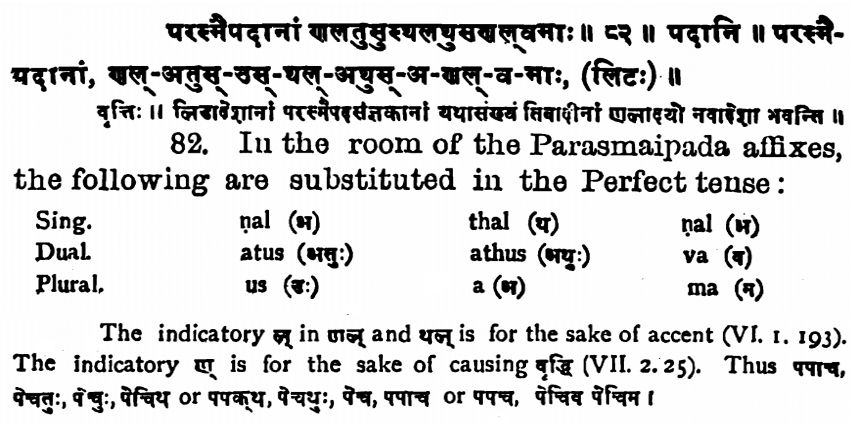 परस्मैपदानां णलतुसुस्थलथुसणल्वमाः ॥ ८२ ॥ पदानि ॥ परस्मै-
पदानां, णल्-अतुस्-उस्-थल्-अथुस्-अ-णल्-व-माः, (लिटः) ॥
वृत्तिः ॥ लिडादेशानां परस्मैपदसंज्ञकानां यथासंख्यं तिबादीनां णलादयो नवादेशा भवन्ति ॥
82. In the room of the Parasmaipada affixes,
the following are substituted in the Perfect tense :
Sing. ṇal (अ) thal (थ) ṇal (अ)
Dual. atus (अतुः) athus (अथुः) va (व)
Plural. us (उः) a (अ) ma (म)
The indicatory ल् in णल् and थल् is for the sake of accent (VI. 1. 193).
The indicatory ण् is for the sake of causing वृद्धि (VII. 2. 25). Thus पपाच,
पेचतुः, पेचुः, पेचिथ or पपक्थ, पेचथुः, पेच, पपाच or पपच, पेचिव पेचिम ।